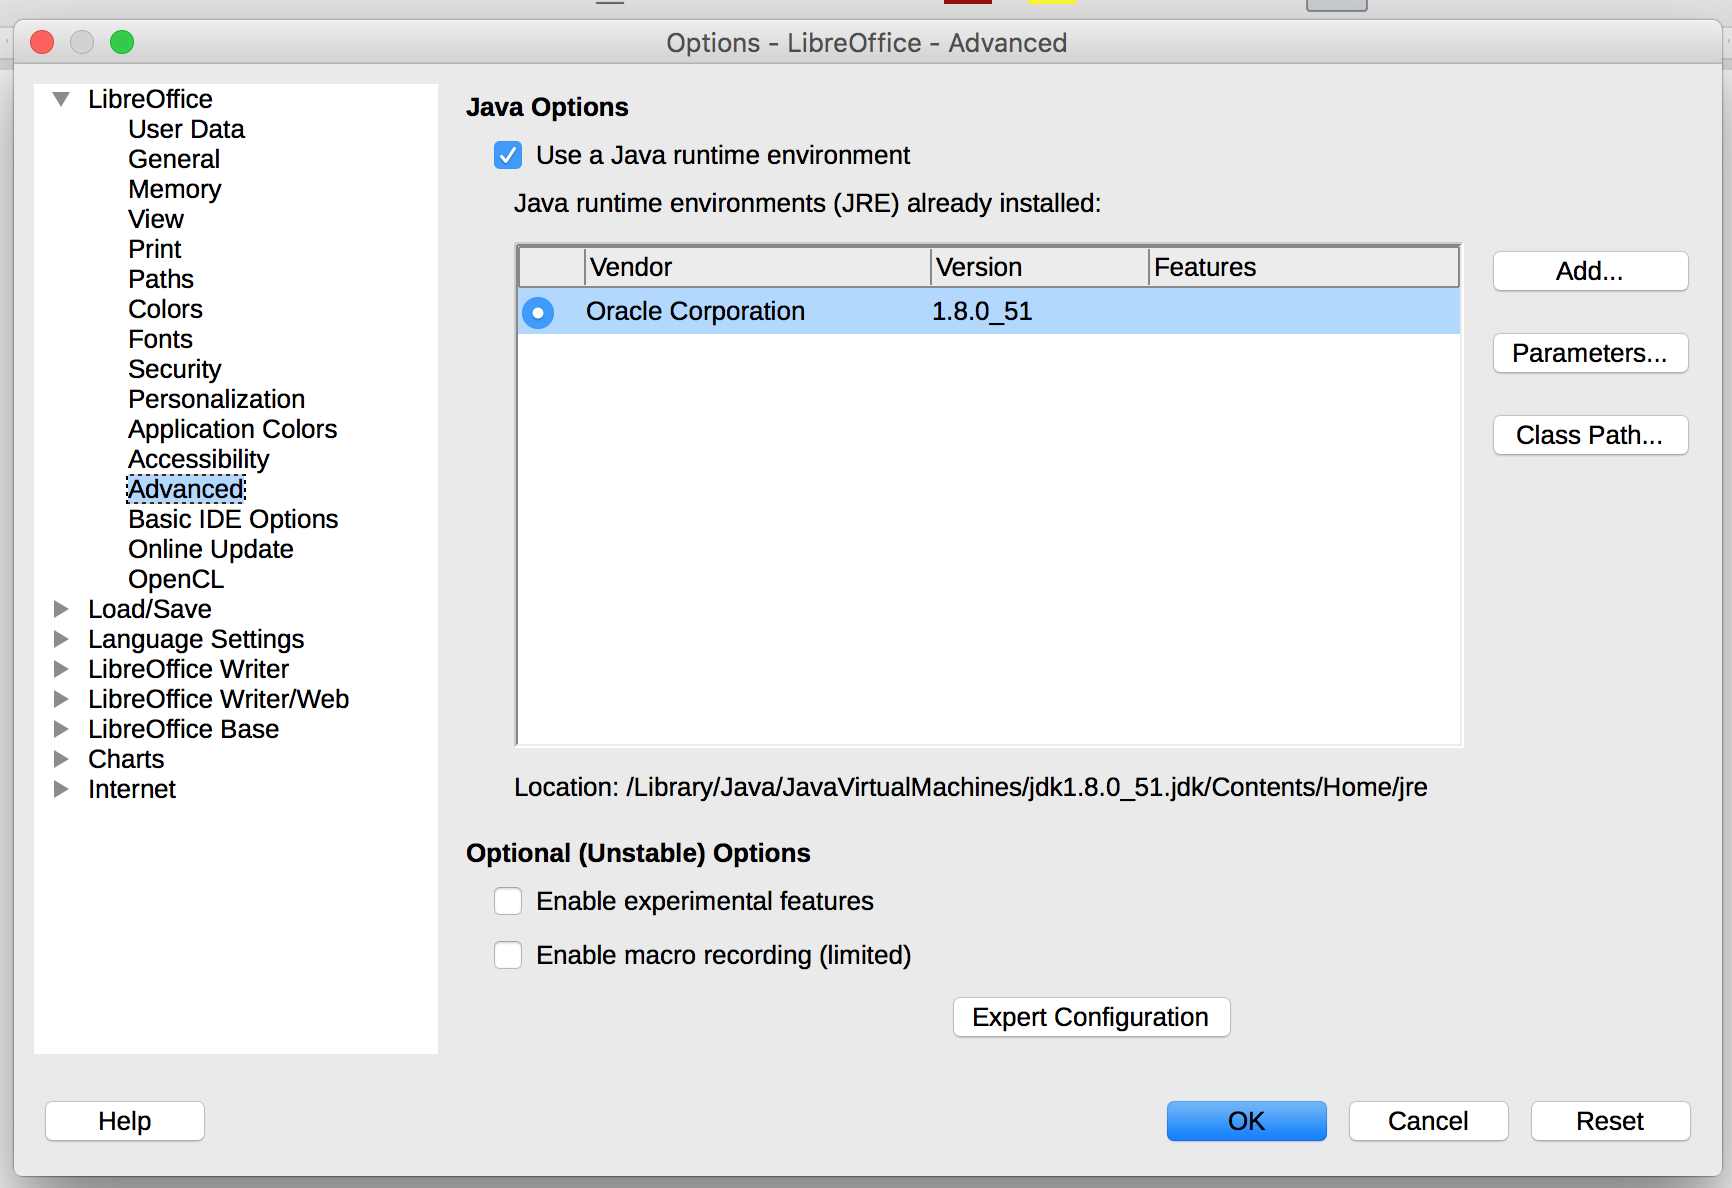 Options - LibreOffice - Advanced
LibreOffice
User Data
General
Memory
View
Print
Paths
Colors
Fonts
Security
Personalization
Application Colors
Accessibility
Advanced
Basic IDE Options
Online Update
OpenCL
Load/Save
Language Settings
LibreOffice Writer
LibreOffice Writer/Web
LibreOffice Base
Charts
Internet
Java Options
Use a Java runtime environment
Java runtime environments (JRE) already installed:
Vendor Version Features
Oracle Corporation 1.8.0_51
Add...
Parameters...
Class Path...
Location: /Library/Java/JavaVirtualMachines/jdk1.8.0_51.jdk/Contents/Home/jre
Optional (Unstable) Options
Enable experimental features
Enable macro recording (limited)
Expert Configuration
Help OK Cancel Reset